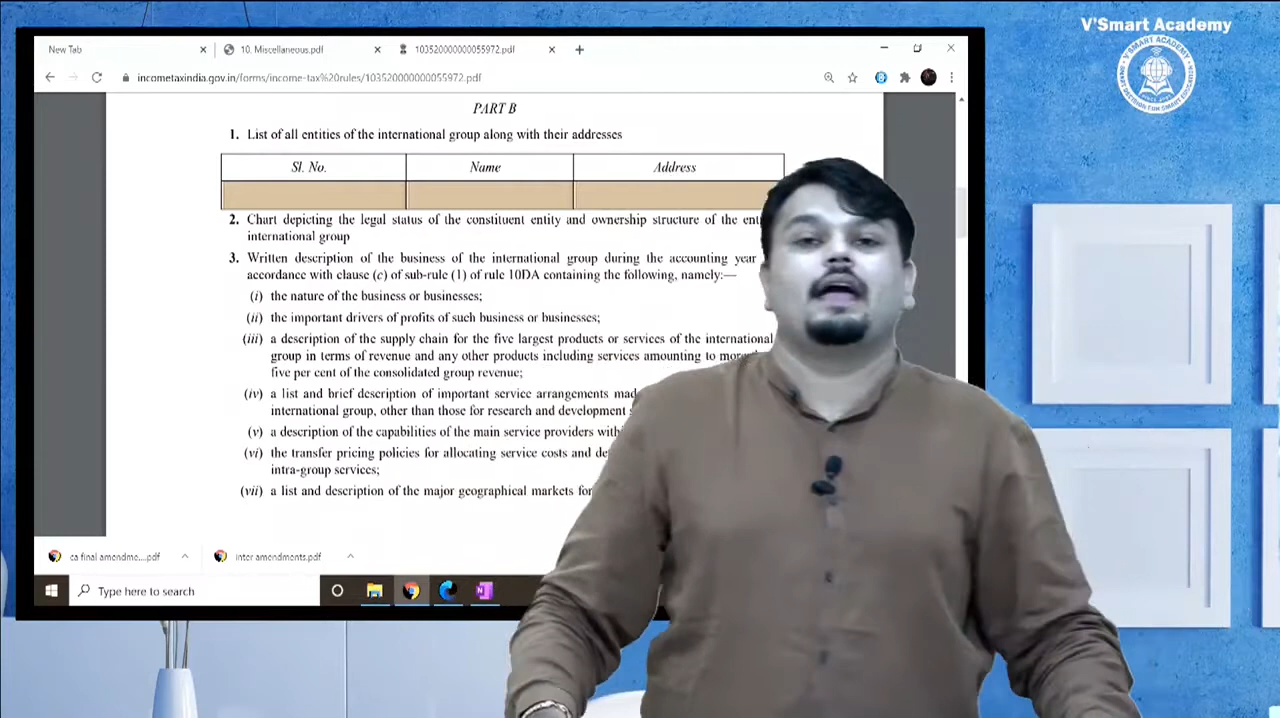 V'Smart Academy
V'SMART ACADEMY
New Tab
10. Miscellaneous.pdf
103520000000055972.pdf
incometaxindia.gov.in/forms/income-tax%20rules/103520000000055972.pdf
PART B
1. List of all entities of the international group along with their addresses
Sl. No. Name Address
2. Chart depicting the legal status of the constituent entity and ownership structure of the
international group
3. Written description of the business of the international group during the accounting year
accordance with clause (c) of sub-rule (1) of rule 10DA containing the following, namely:—
(i) the nature of the business or businesses;
(ii) the important drivers of profits of such business or businesses;
(iii) a description of the supply chain for the five largest products or services of the international
group in terms of revenue and any other products including services amounting to more
five per cent of the consolidated group revenue;
(iv) a list and brief description of important service arrangements
international group, other than those for research and development
(v) a description of the capabilities of the main service providers
(vi) the transfer pricing policies for allocating service costs and
intra-group services;
(vii) a list and description of the major geographical markets for
ca final amendme....pdf
inter amendments.pdf
Type here to search